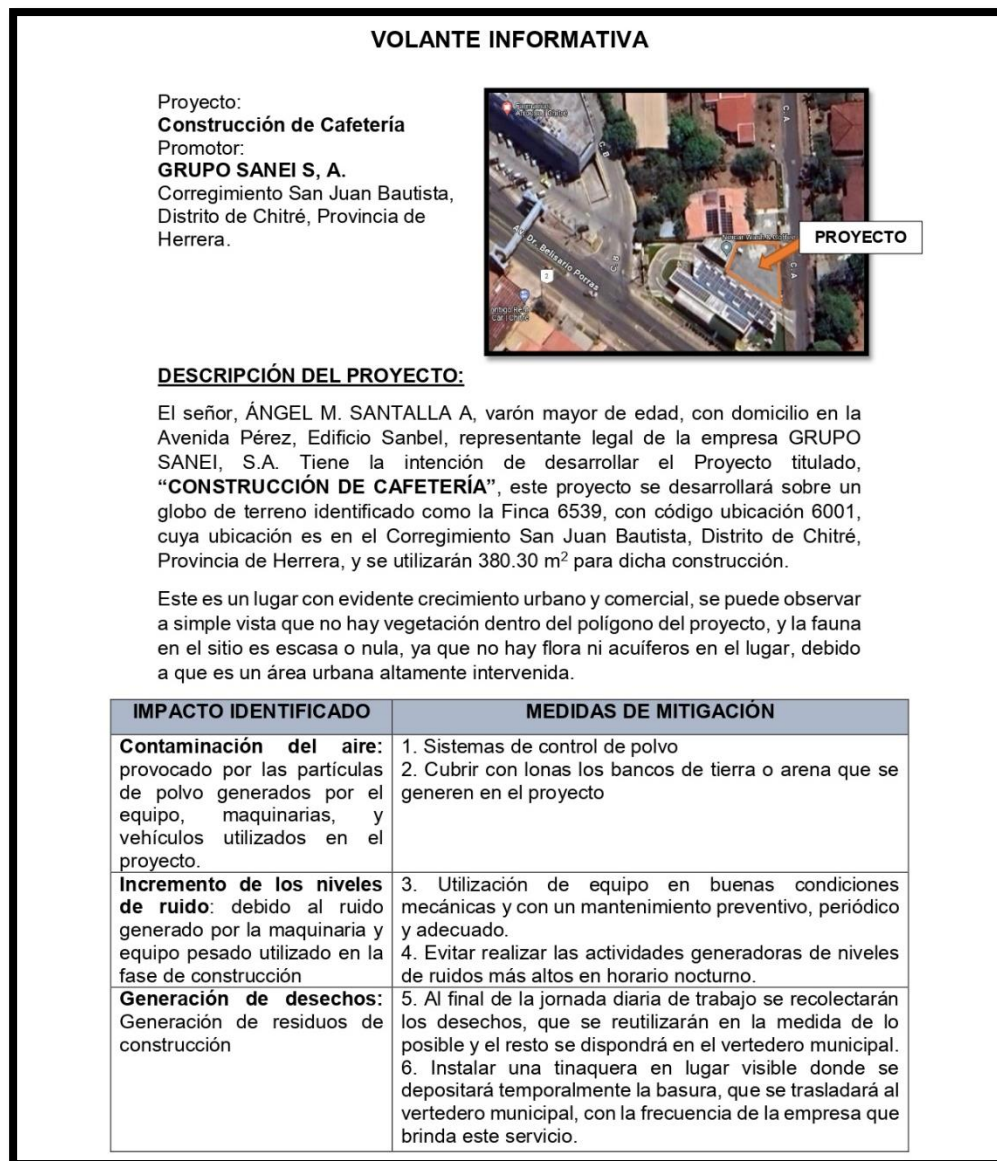 VOLANTE INFORMATIVA
Proyecto:
Construcción de Cafetería
Promotor:
GRUPO SANEI S, A.
Corregimiento San Juan Bautista,
Distrito de Chitré, Provincia de
Herrera.
C. A
C. B
Av. Dr. Belisario Porras
2
C. B
PROYECTO
C. A
DESCRIPCIÓN DEL PROYECTO:
El señor, ÁNGEL M. SANTALLA A, varón mayor de edad, con domicilio en la
Avenida Pérez, Edificio Sanbel, representante legal de la empresa GRUPO
SANEI, S.A. Tiene la intención de desarrollar el Proyecto titulado,
“CONSTRUCCIÓN DE CAFETERÍA”, este proyecto se desarrollará sobre un
globo de terreno identificado como la Finca 6539, con código ubicación 6001,
cuya ubicación es en el Corregimiento San Juan Bautista, Distrito de Chitré,
Provincia de Herrera, y se utilizarán 380.30 m² para dicha construcción.
Este es un lugar con evidente crecimiento urbano y comercial, se puede observar
a simple vista que no hay vegetación dentro del polígono del proyecto, y la fauna
en el sitio es escasa o nula, ya que no hay flora ni acuíferos en el lugar, debido
a que es un área urbana altamente intervenida.
IMPACTO IDENTIFICADO
MEDIDAS DE MITIGACIÓN
Contaminación del aire:
provocado por las partículas
de polvo generados por el
equipo, maquinarias, y
vehículos utilizados en el
proyecto.
1. Sistemas de control de polvo
2. Cubrir con lonas los bancos de tierra o arena que se
generen en el proyecto
Incremento de los niveles
de ruido: debido al ruido
generado por la maquinaria y
equipo pesado utilizado en la
fase de construcción
3. Utilización de equipo en buenas condiciones
mecánicas y con un mantenimiento preventivo, periódico
y adecuado.
4. Evitar realizar las actividades generadoras de niveles
de ruidos más altos en horario nocturno.
Generación de desechos:
Generación de residuos de
construcción
5. Al final de la jornada diaria de trabajo se recolectarán
los desechos, que se reutilizarán en la medida de lo
posible y el resto se dispondrá en el vertedero municipal.
6. Instalar una tinaquera en lugar visible donde se
depositará temporalmente la basura, que se trasladará al
vertedero municipal, con la frecuencia de la empresa que
brinda este servicio.